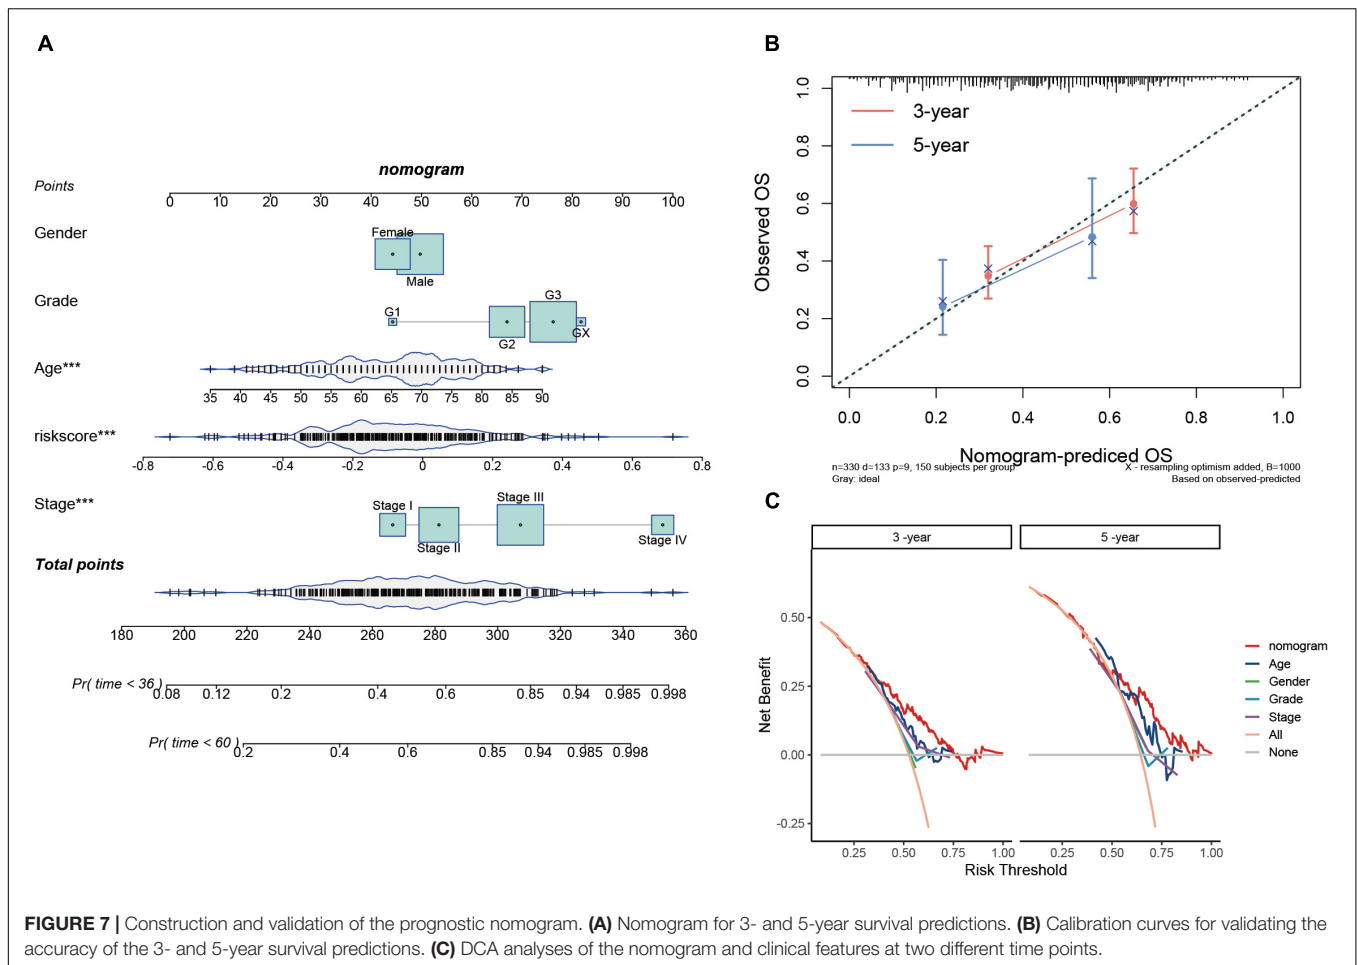 A
nomogram
Points
0 10 20 30 40 50 60 70 80 90 100
Gender
Female
Male
Grade
G1
G2
G3
GX
Age***
35 40 45 50 55 60 65 70 75 80 85 90
riskscore***
-0.8 -0.6 -0.4 -0.2 0 0.2 0.4 0.6 0.8
Stage***
Stage I
Stage II
Stage III
Stage IV
Total points
180 200 220 240 260 280 300 320 340 360
Pr( time < 36 )
0.08 0.12 0.2 0.4 0.6 0.85 0.94 0.985 0.998
Pr( time < 60 )
0.2 0.4 0.6 0.85 0.94 0.985 0.998
B
3-year
5-year
Observed OS
1.0
0.8
0.6
0.4
0.2
0.0
0.0 0.2 0.4 0.6 0.8 1.0
Nomogram-prediced OS
n=330 d=133 p=9, 150 subjects per group
Gray: ideal
X - resampling optimism added, B=1000
Based on observed-predicted
C
3 -year
5 -year
Net Benefit
0.50
0.25
0.00
-0.25
0.25 0.50 0.75 1.00
0.25 0.50 0.75 1.00
Risk Threshold
nomogram
Age
Gender
Grade
Stage
All
None
FIGURE 7 | Construction and validation of the prognostic nomogram. (A) Nomogram for 3- and 5-year survival predictions. (B) Calibration curves for validating the
accuracy of the 3- and 5-year survival predictions. (C) DCA analyses of the nomogram and clinical features at two different time points.